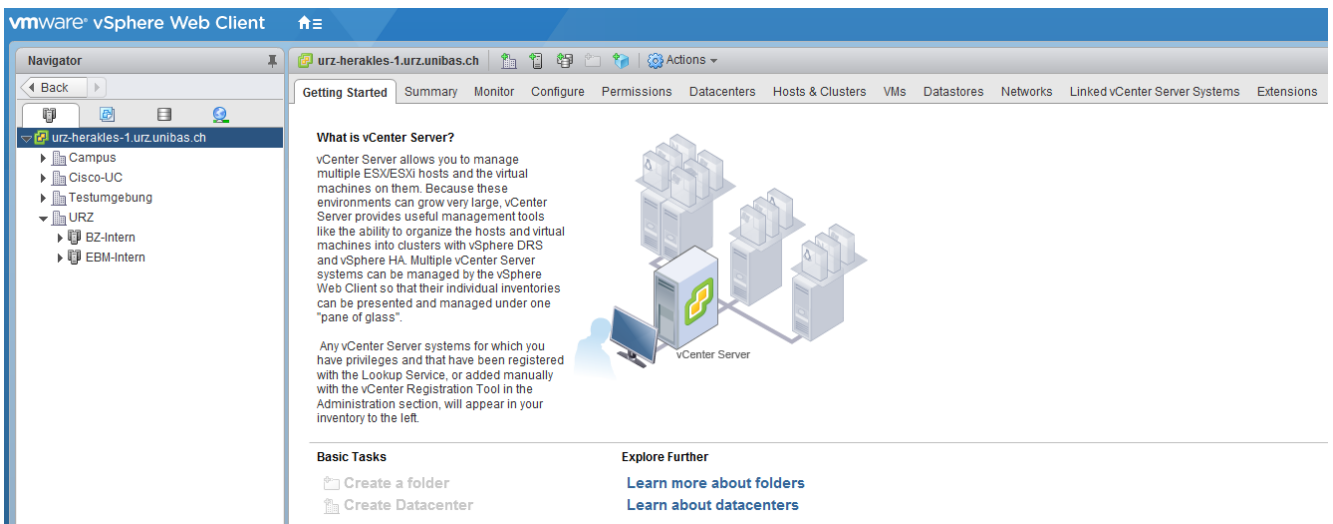 vmware® vSphere Web Client
Navigator
Back
urz-herakles-1.urz.unibas.ch
Campus
Cisco-UC
Testumgebung
URZ
BZ-Intern
EBM-Intern
urz-herakles-1.urz.unibas.ch Actions
Getting Started Summary Monitor Configure Permissions Datacenters Hosts & Clusters VMs Datastores Networks Linked vCenter Server Systems Extensions
What is vCenter Server?
vCenter Server allows you to manage
multiple ESX/ESXi hosts and the virtual
machines on them. Because these
environments can grow very large, vCenter
Server provides useful management tools
like the ability to organize the hosts and virtual
machines into clusters with vSphere DRS
and vSphere HA. Multiple vCenter Server
systems can be managed by the vSphere
Web Client so that their individual inventories
can be presented and managed under one
"pane of glass".
Any vCenter Server systems for which you
have privileges and that have been registered
with the Lookup Service, or added manually
with the vCenter Registration Tool in the
Administration section, will appear in your
inventory to the left.
vCenter Server
Basic Tasks
Create a folder
Create Datacenter
Explore Further
Learn more about folders
Learn about datacenters